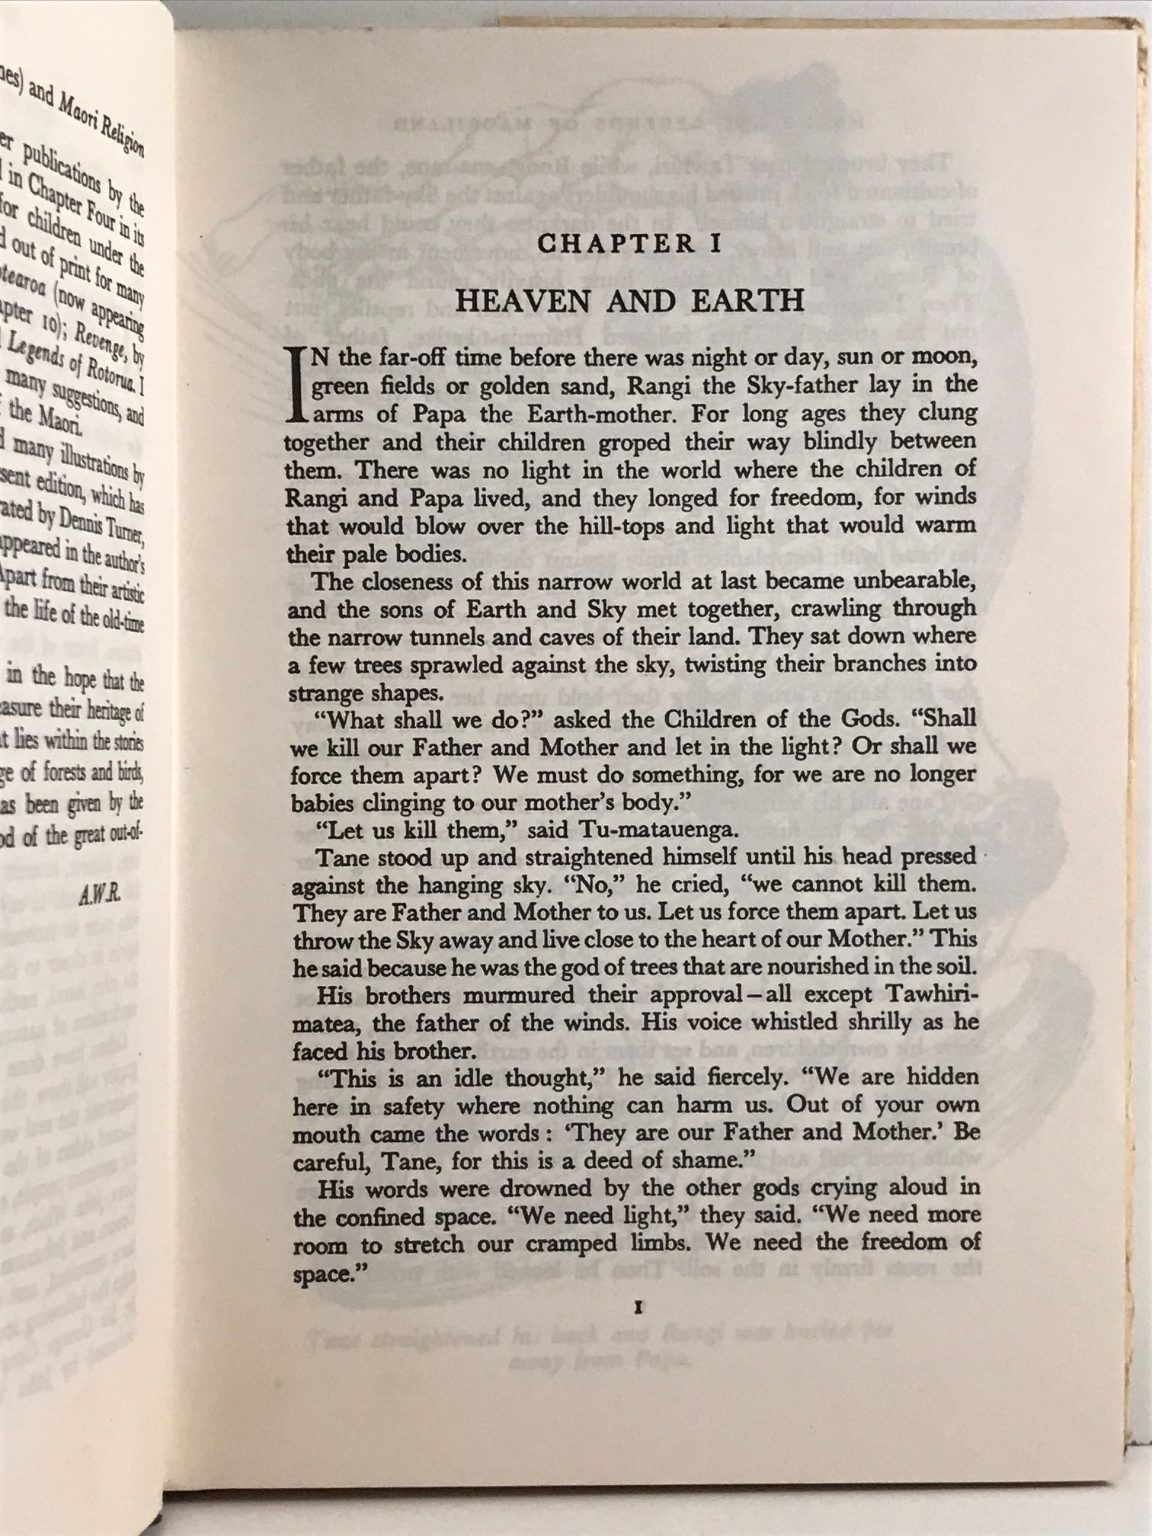 nes) and Maori Religion
er publications by the
in Chapter Four in its
for children under the
d out of print for many
otearoa (now appearing
apter 10); Revenge, by
Legends of Rotorua. I
many suggestions, and
the Maori.
many illustrations by
sent edition, which has
rated by Dennis Turner,
appeared in the author's
Apart from their artistic
the life of the old-time
in the hope that the
easure their heritage of
at lies within the stories
ge of forests and birds,
as been given by the
od of the great out-of-
A.W.R.
CHAPTER I
HEAVEN AND EARTH
IN the far-off time before there was night or day, sun or moon,
green fields or golden sand, Rangi the Sky-father lay in the
arms of Papa the Earth-mother. For long ages they clung
together and their children groped their way blindly between
them. There was no light in the world where the children of
Rangi and Papa lived, and they longed for freedom, for winds
that would blow over the hill-tops and light that would warm
their pale bodies.
The closeness of this narrow world at last became unbearable,
and the sons of Earth and Sky met together, crawling through
the narrow tunnels and caves of their land. They sat down where
a few trees sprawled against the sky, twisting their branches into
strange shapes.
“What shall we do?” asked the Children of the Gods. “Shall
we kill our Father and Mother and let in the light? Or shall we
force them apart? We must do something, for we are no longer
babies clinging to our mother’s body.”
“Let us kill them,” said Tu-matauenga.
Tane stood up and straightened himself until his head pressed
against the hanging sky. “No,” he cried, “we cannot kill them.
They are Father and Mother to us. Let us force them apart. Let us
throw the Sky away and live close to the heart of our Mother.” This
he said because he was the god of trees that are nourished in the soil.
His brothers murmured their approval – all except Tawhiri-
matea, the father of the winds. His voice whistled shrilly as he
faced his brother.
“This is an idle thought,” he said fiercely. “We are hidden
here in safety where nothing can harm us. Out of your own
mouth came the words: ‘They are our Father and Mother.’ Be
careful, Tane, for this is a deed of shame.”
His words were drowned by the other gods crying aloud in
the confined space. “We need light,” they said. “We need more
room to stretch our cramped limbs. We need the freedom of
space.”
I